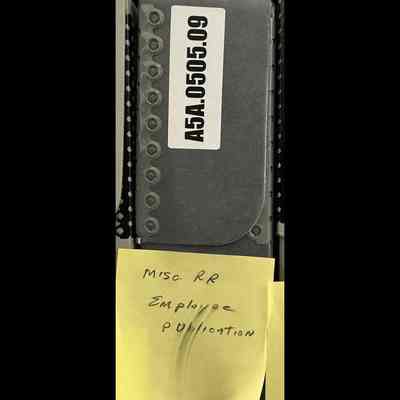 A5A.0505.09
MISC RR
Employee
PUblication